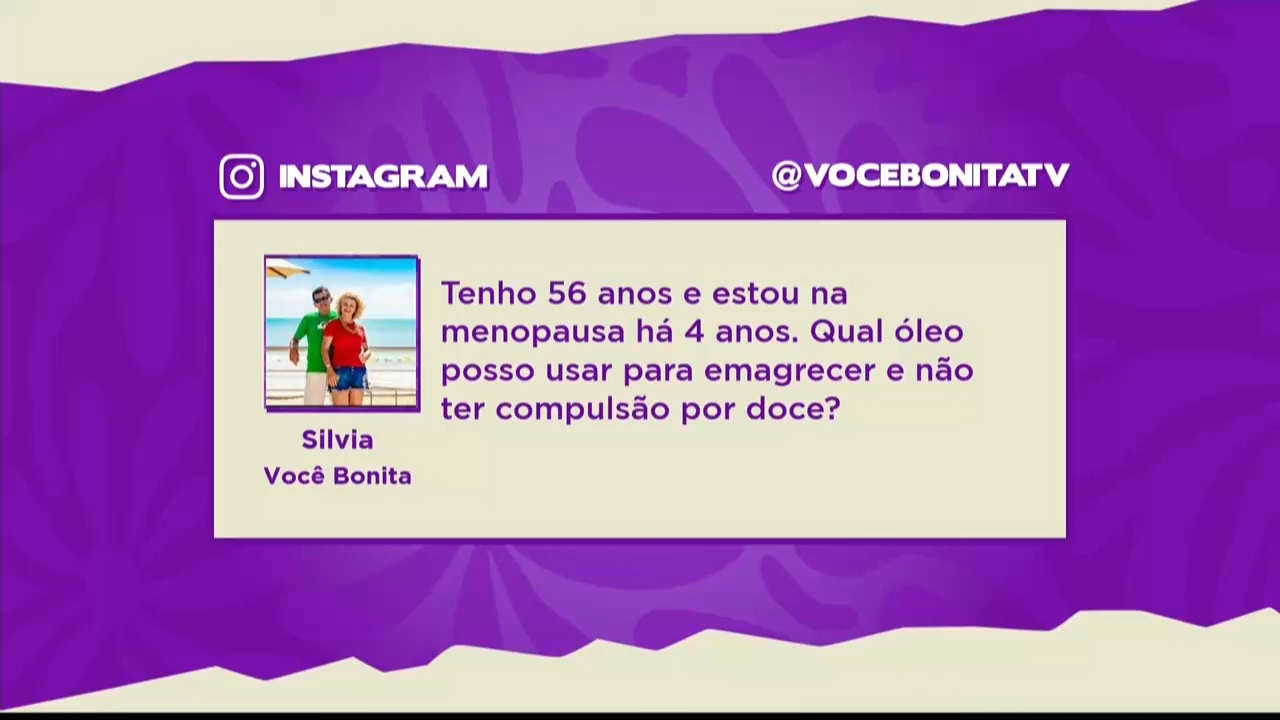 INSTAGRAM
@VOCEBONITATV
Tenho 56 anos e estou na
menopausa há 4 anos. Qual óleo
posso usar para emagrecer e não
ter compulsão por doce?
Silvia
Você Bonita